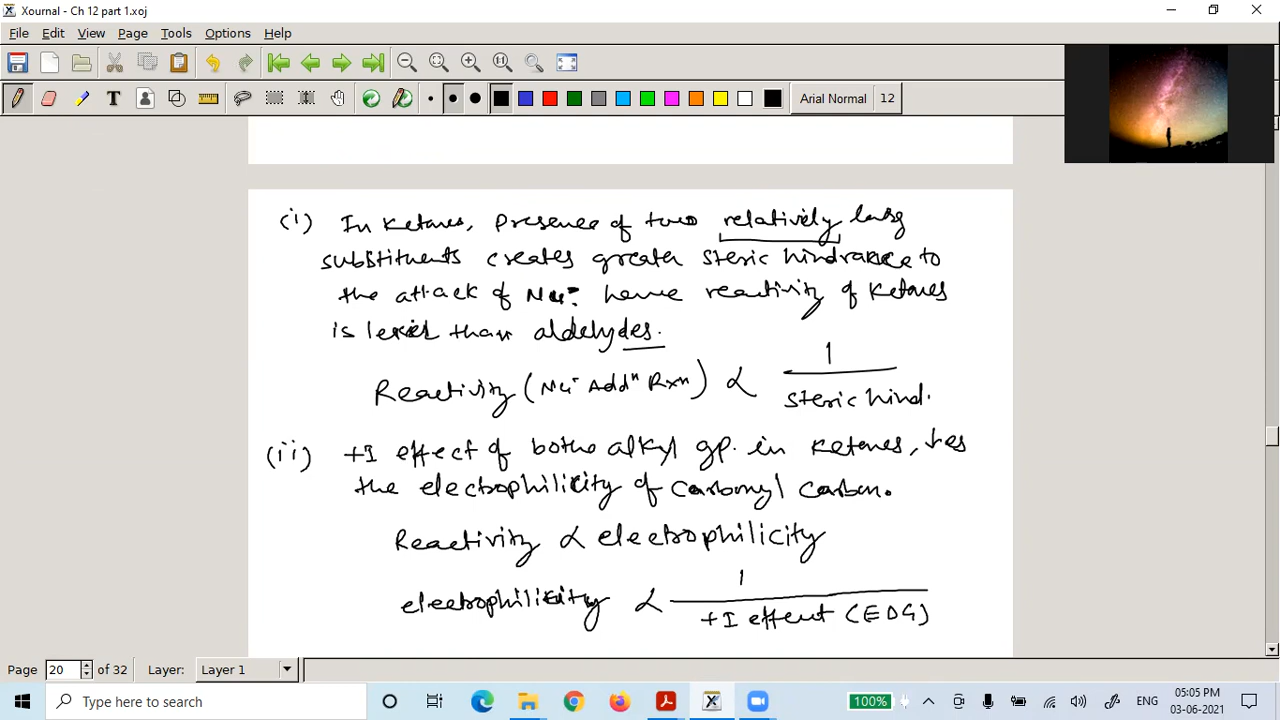 Xournal - Ch 12 part 1.xoj
File Edit View Page Tools Options Help
Arial Normal 12
(i) In Ketones, Presence of two relatively large
substituents creates greater steric hindrance to
the attack of Nu⁻: hence reactivity of Ketones
is less than aldehydes.
Reactivity (Nu⁻ Addⁿ Rxn) ∝ 1
steric hind.
(ii) +I effect of both alkyl gp. in Ketones, ↓es
the electrophilicity of Carbonyl Carbon.
Reactivity ∝ electrophilicity
electrophilicity ∝ 1
+I effect (EDG)
Page 20 of 32 Layer: Layer 1
Type here to search
100%
ENG
05:05 PM
03-06-2021